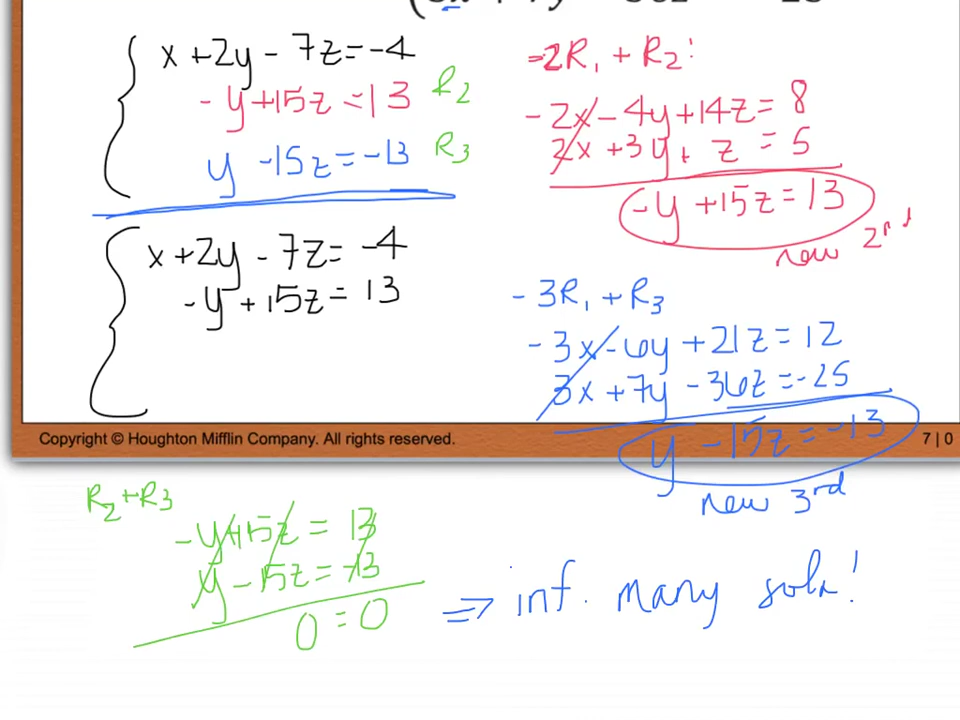 x + 2y - 7z = -4
- y + 15z = 13 R2
y - 15z = -13 R3
x + 2y - 7z = -4
- y + 15z = 13
-2R1 + R2:
- 2x - 4y + 14z = 8
2x + 3y + z = 5
-y + 15z = 13
new 2nd
- 3R1 + R3
- 3x - 6y + 21z = 12
3x + 7y - 36z = -25
y - 15z = -13
new 3rd
Copyright © Houghton Mifflin Company. All rights reserved. 7 | 0
R2 + R3
- y + 15z = 13
y - 15z = -13
0 = 0
=> inf. many soln!